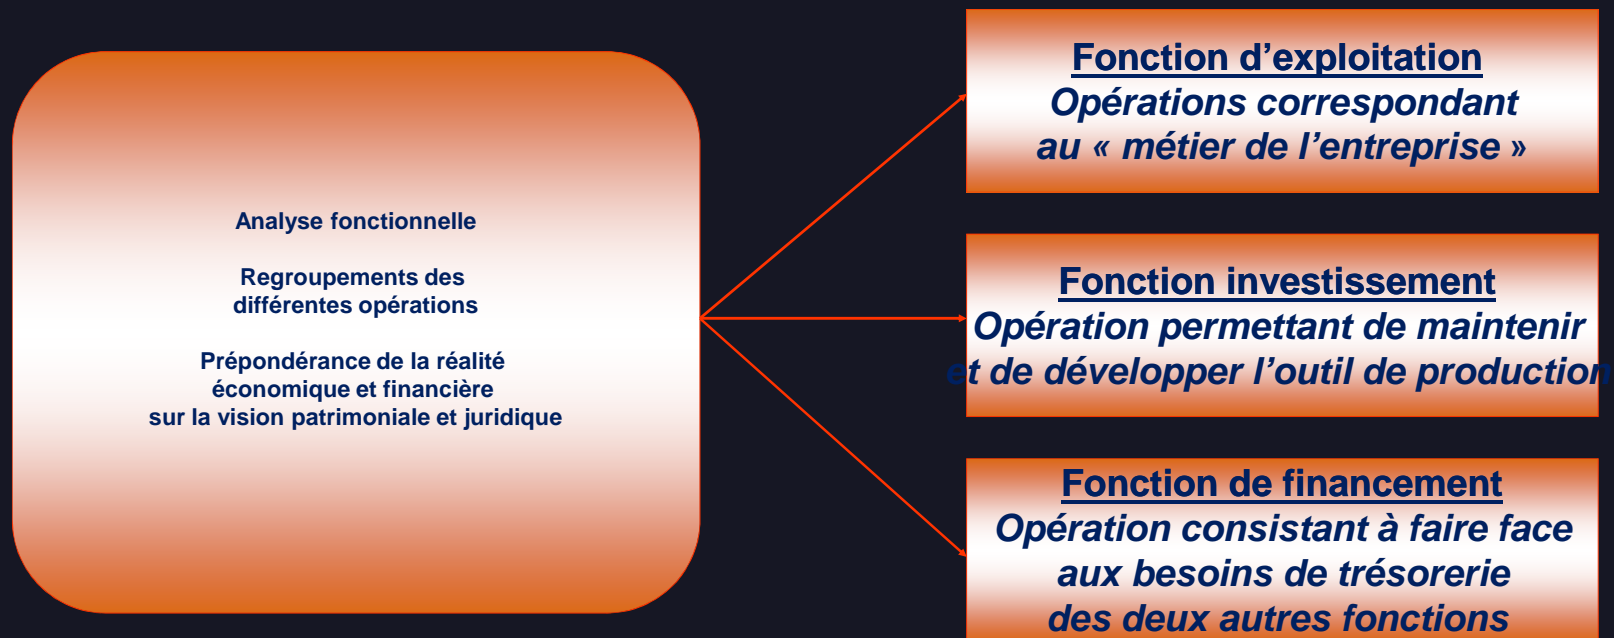 Analyse fonctionnelle
Regroupements des
différentes opérations
Prépondérance de la réalité
économique et financière
sur la vision patrimoniale et juridique
Fonction d’exploitation
Opérations correspondant
au « métier de l’entreprise »
Fonction investissement
Opération permettant de maintenir
et de développer l’outil de production
Fonction de financement
Opération consistant à faire face
aux besoins de trésorerie
des deux autres fonctions